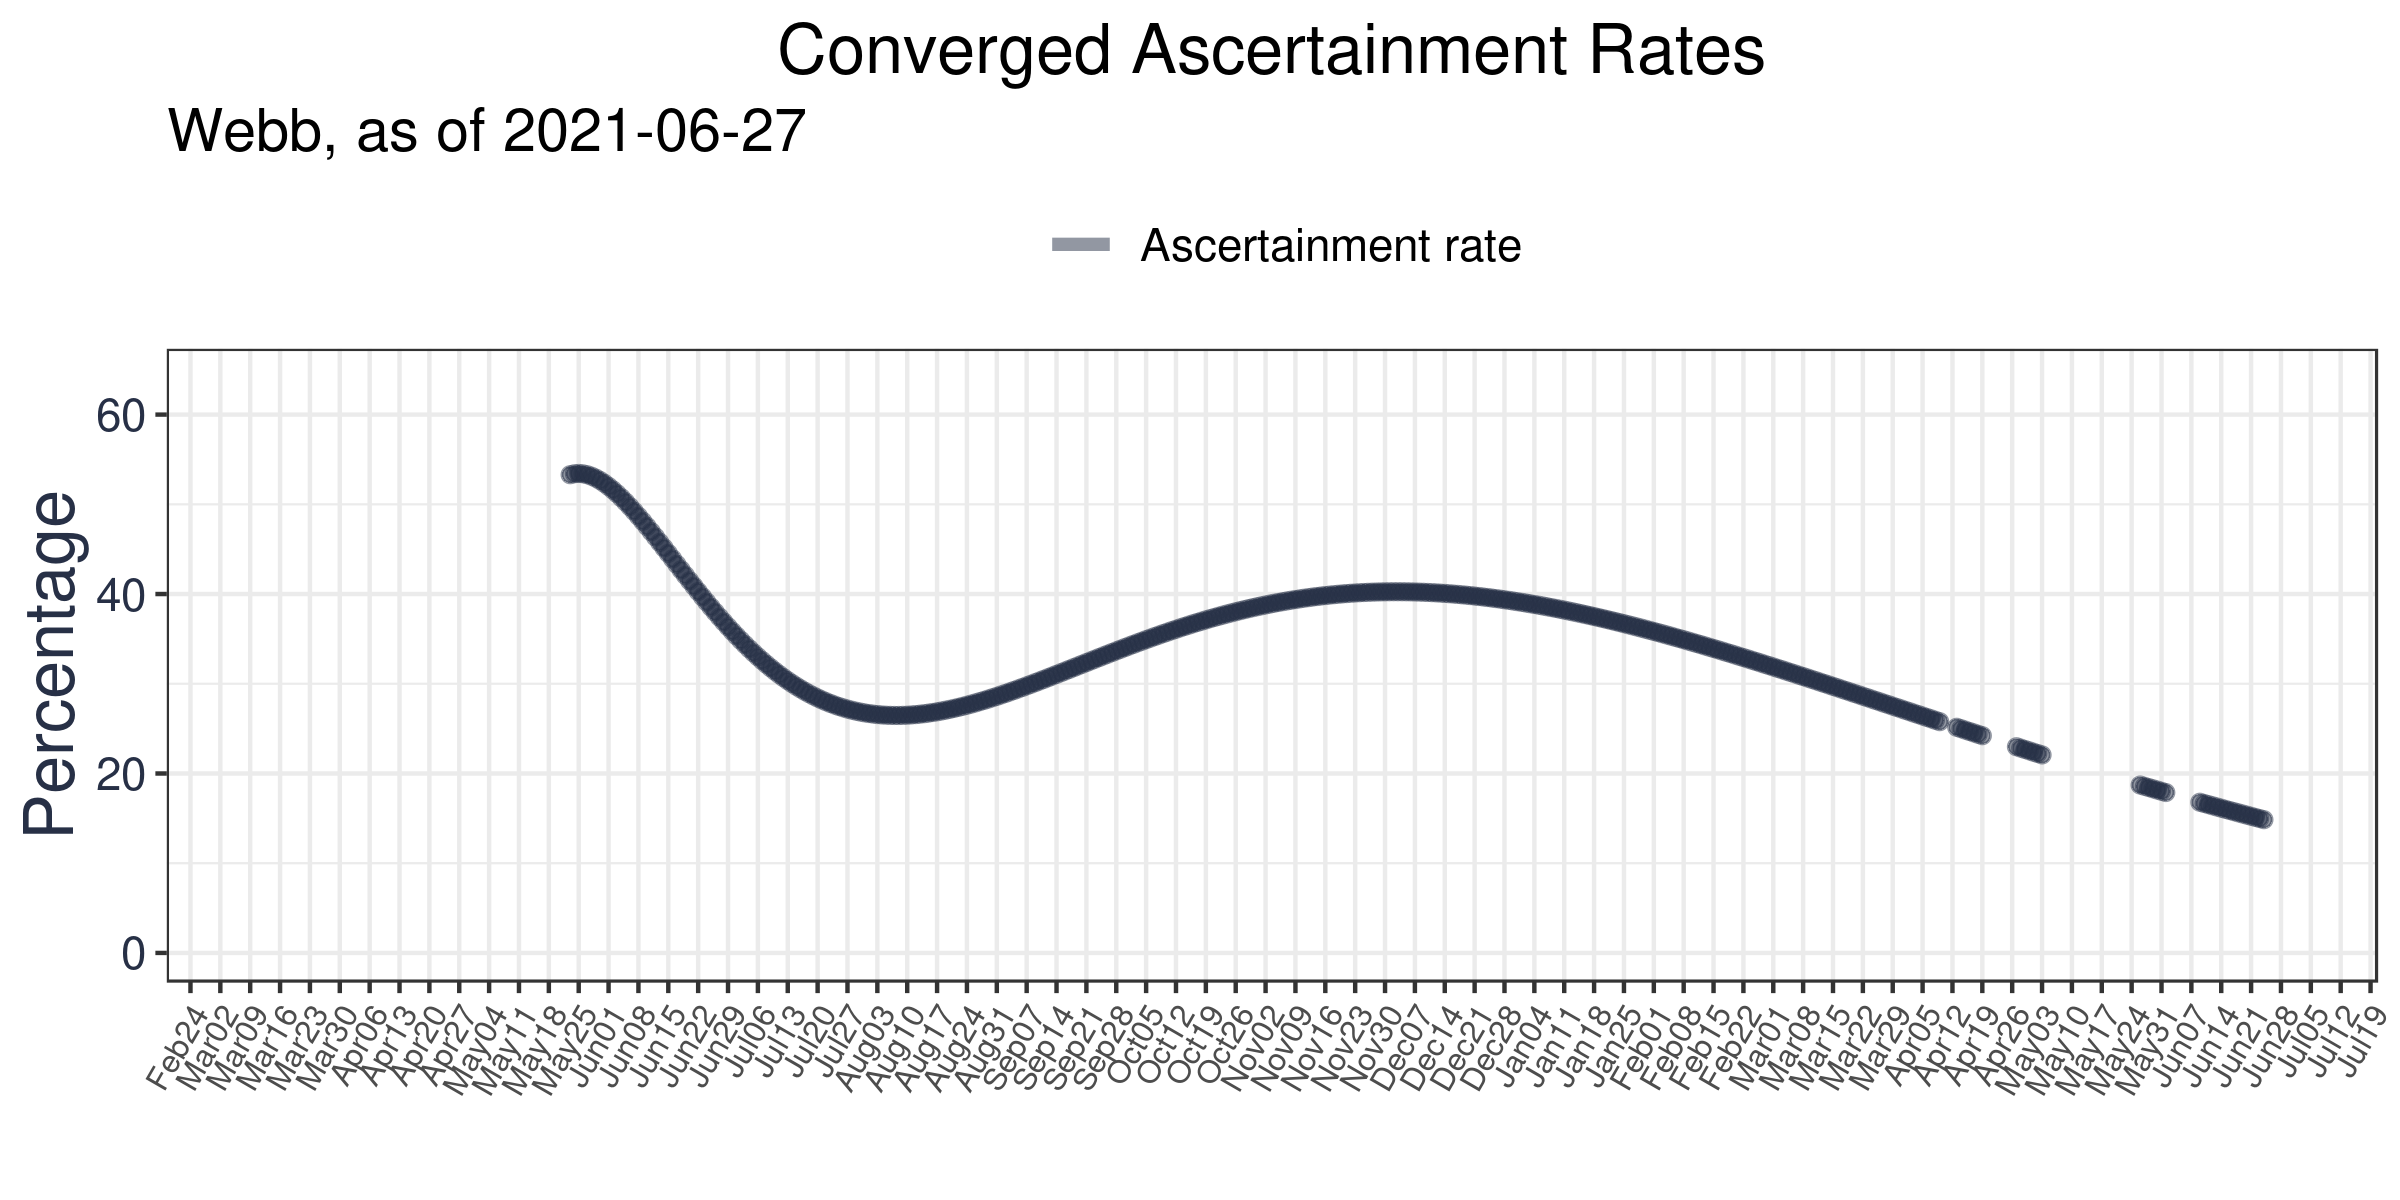 Converged Ascertainment Rates
Webb, as of 2021-06-27
Ascertainment rate
Percentage
60
40
20
0
Feb24
Mar02
Mar09
Mar16
Mar23
Mar30
Apr06
Apr13
Apr20
Apr27
May04
May11
May18
May25
Jun01
Jun08
Jun15
Jun22
Jun29
Jul06
Jul13
Jul20
Jul27
Aug03
Aug10
Aug17
Aug24
Aug31
Sep07
Sep14
Sep21
Sep28
Oct05
Oct12
Oct19
Oct26
Nov02
Nov09
Nov16
Nov23
Nov30
Dec07
Dec14
Dec21
Dec28
Dec04
Jan11
Jan18
Jan25
Feb01
Feb08
Feb15
Feb22
Mar01
Mar08
Mar15
Mar22
Mar29
Apr05
Apr12
Apr19
Apr26
May03
May10
May17
May24
May31
May07
Jun14
Jun21
Jun28
Jul05
Jul12
Jul19